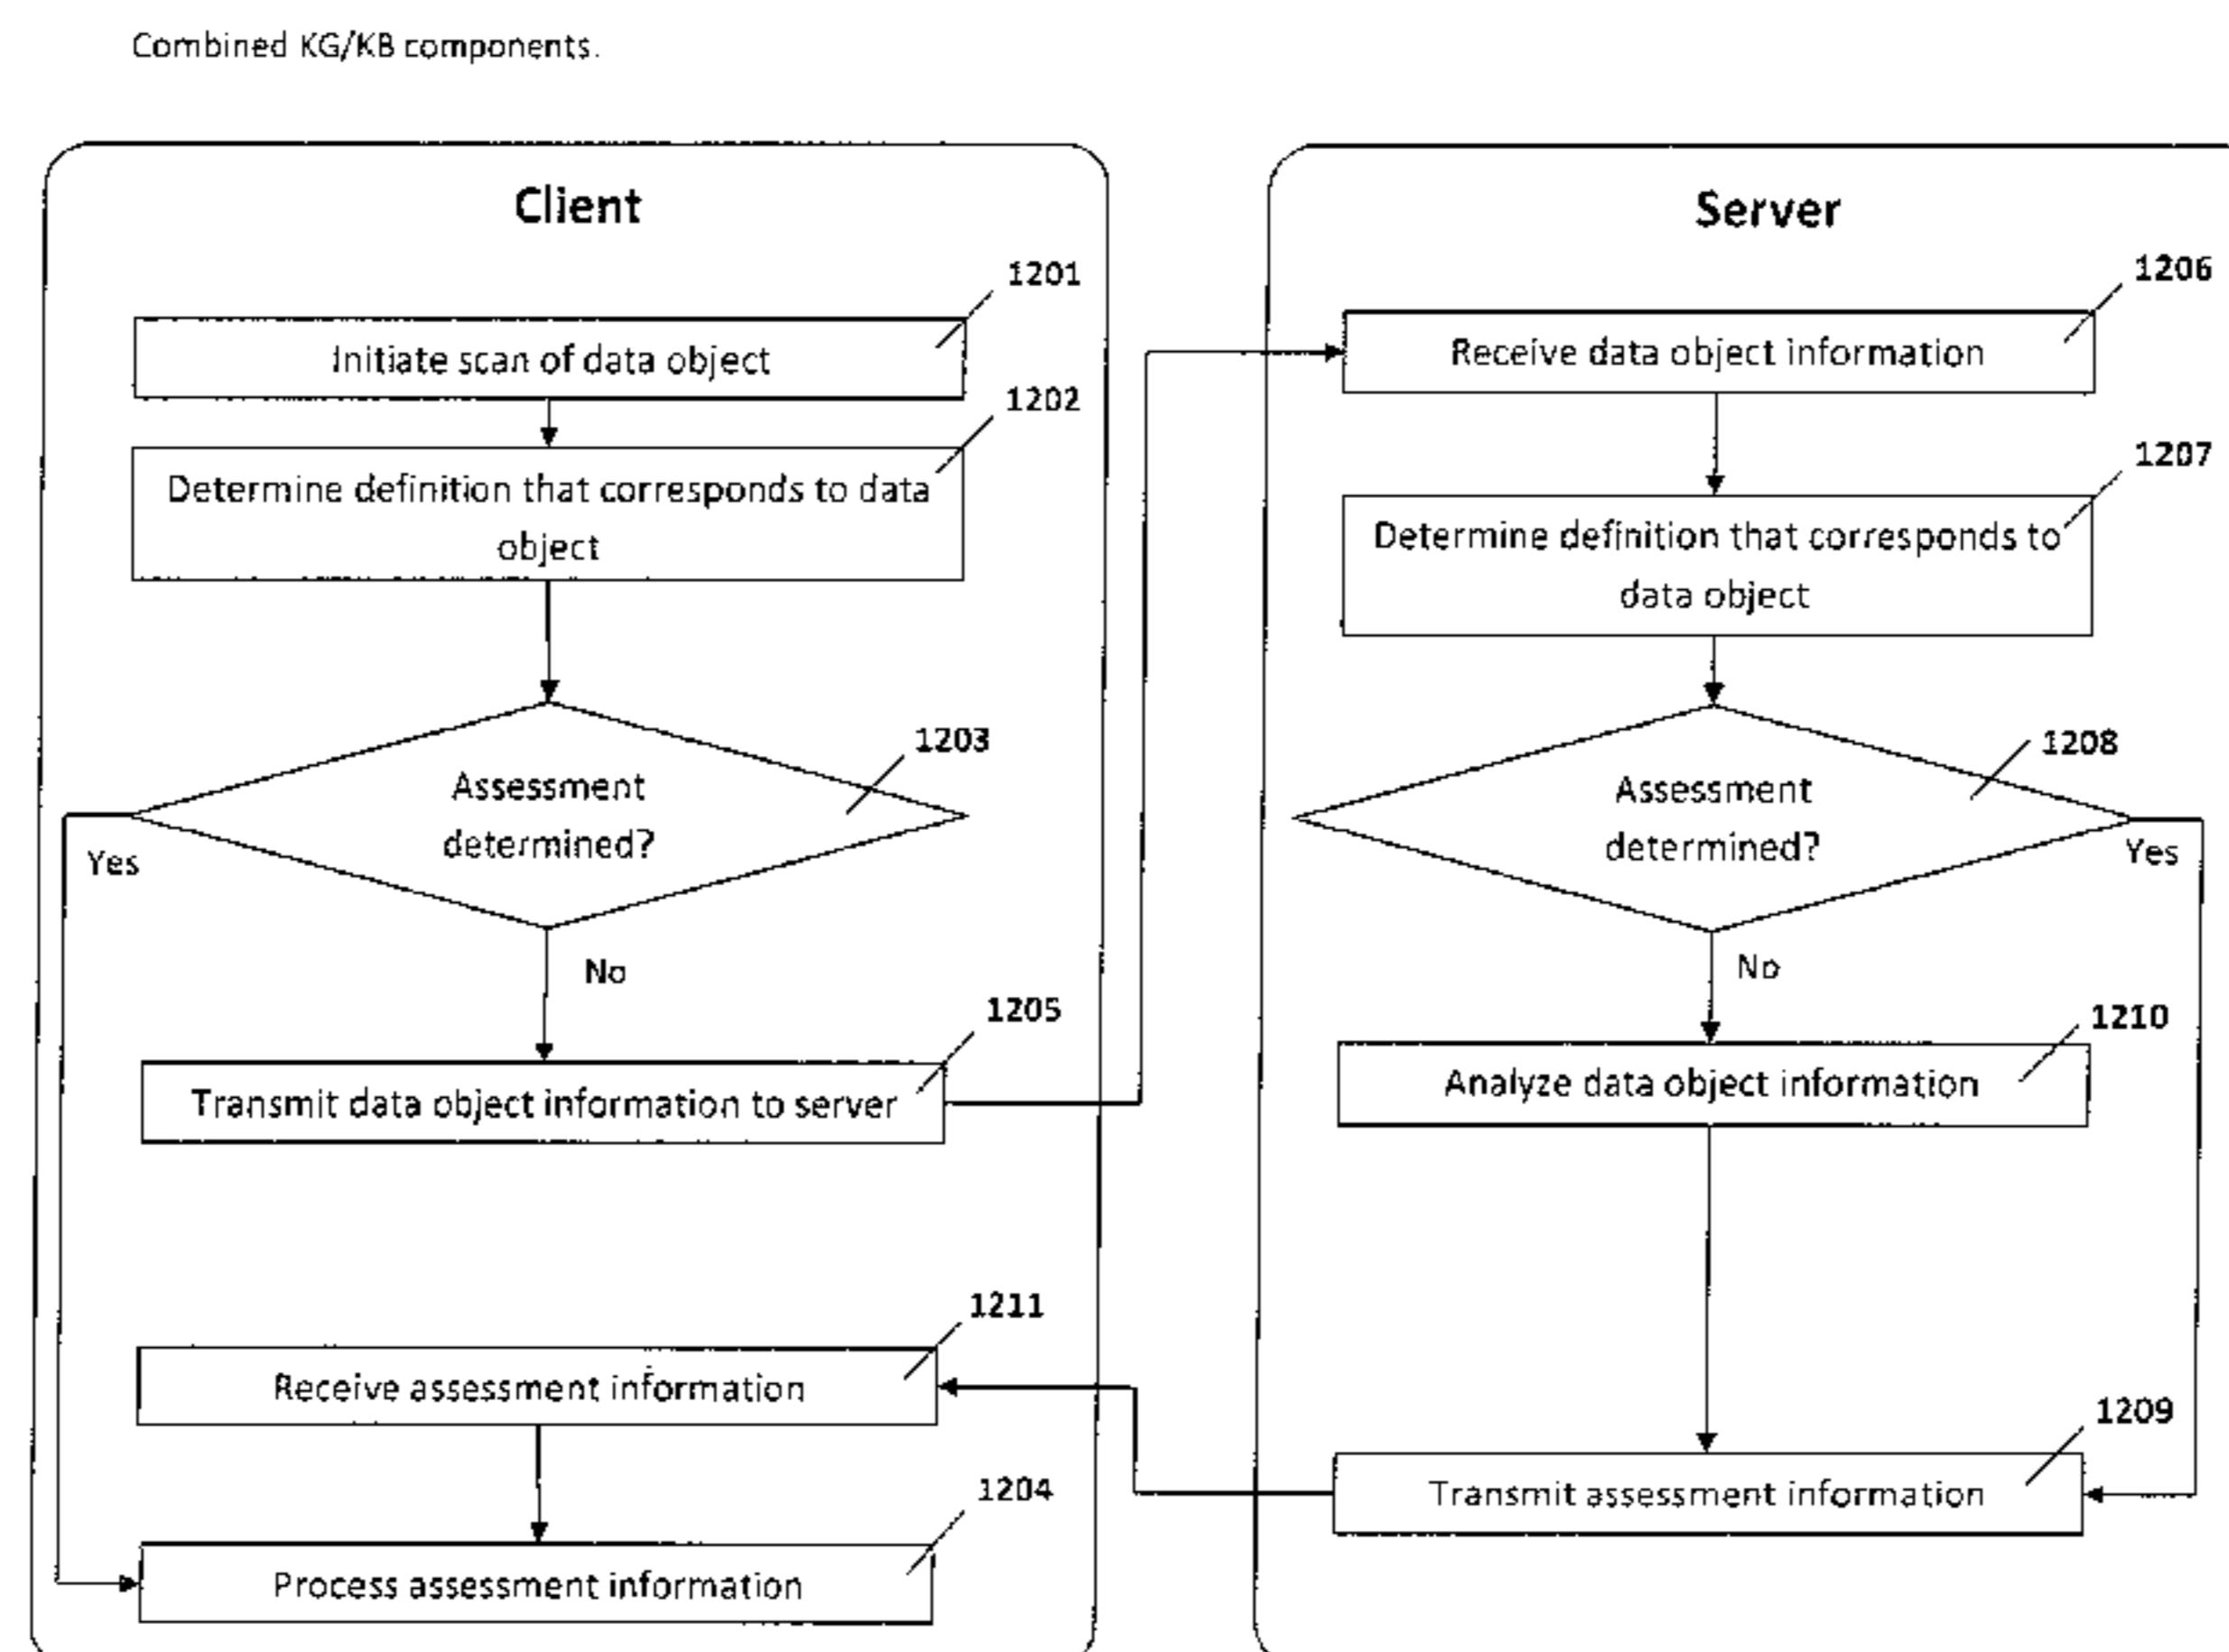 Combined KG/KB components.
Client
1201
Initiate scan of data object
1202
Determine definition that corresponds to data
object
1203
Assessment
determined?
Yes
No
1205
Transmit data object information to server
1211
Receive assessment information
1204
Process assessment information
Server
1206
Receive data object information
1207
Determine definition that corresponds to
data object
1208
Assessment
determined?
Yes
No
1210
Analyze data object information
1209
Transmit assessment information